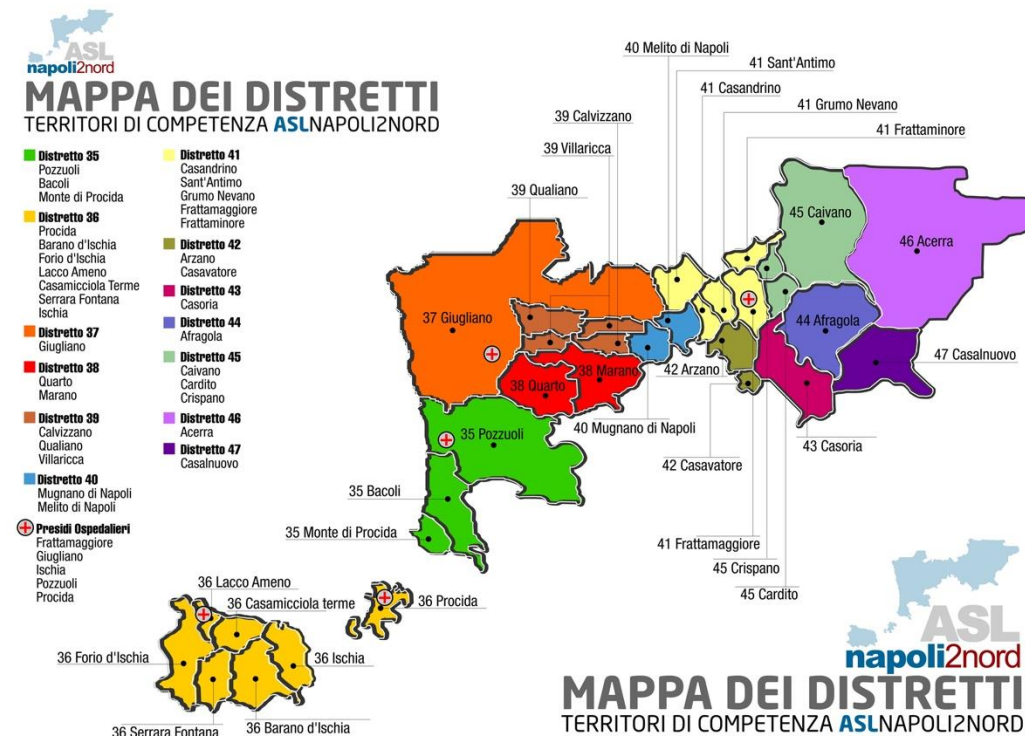 ASL
napoli2nord
MAPPA DEI DISTRETTI
TERRITORI DI COMPETENZA ASLNAPOLI2NORD
Distretto 35
Pozzuoli
Bacoli
Monte di Procida
Distretto 36
Procida
Barano d'Ischia
Forio d'Ischia
Lacco Ameno
Casamicciola Terme
Serrara Fontana
Ischia
Distretto 37
Giugliano
Distretto 38
Quarto
Marano
Distretto 39
Calvizzano
Qualiano
Villaricca
Distretto 40
Mugnano di Napoli
Melito di Napoli
Presidi Ospedalieri
Frattamaggiore
Giugliano
Ischia
Pozzuoli
Procida
Distretto 41
Casandrino
Sant'Antimo
Grumo Nevano
Frattamaggiore
Frattaminore
Distretto 42
Arzano
Casavatore
Distretto 43
Casoria
Distretto 44
Afragola
Distretto 45
Caivano
Cardito
Crispano
Distretto 46
Acerra
Distretto 47
Casalnuovo
40 Melito di Napoli
41 Sant'Antimo
41 Casandrino
41 Grumo Nevano
39 Calvizzano
41 Frattaminore
39 Villaricca
39 Qualiano
45 Caivano
46 Acerra
37 Giugliano
44 Afragola
47 Casalnuovo
38 Marano
42 Arzano
38 Quarto
40 Mugnano di Napoli
35 Pozzuoli
43 Casoria
42 Casavatore
35 Bacoli
35 Monte di Procida
41 Frattamaggiore
45 Crispano
45 Cardito
36 Lacco Ameno
36 Casamicciola terme
36 Procida
36 Forio d'Ischia
36 Ischia
36 Serrara Fontana
36 Barano d'Ischia
ASL
napoli2nord
MAPPA DEI DISTRETTI
TERRITORI DI COMPETENZA ASLNAPOLI2NORD